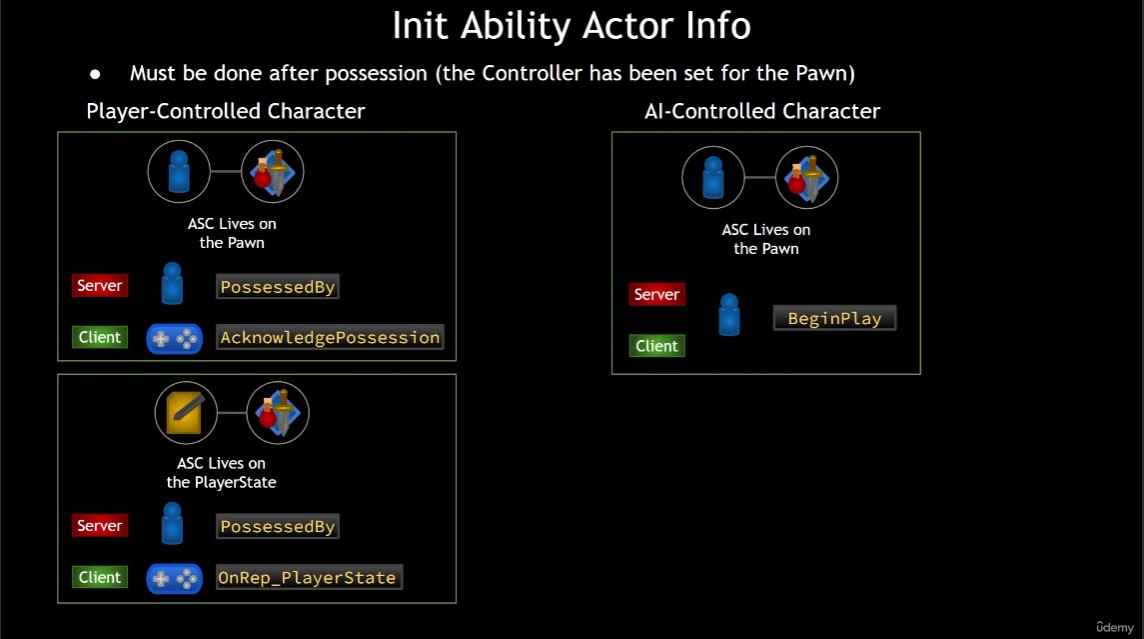 Init Ability Actor Info
● Must be done after possession (the Controller has been set for the Pawn)
Player-Controlled Character
ASC Lives on
the Pawn
Server
PossessedBy
Client
AcknowledgePossession
ASC Lives on
the PlayerState
Server
PossessedBy
Client
OnRep_PlayerState
AI-Controlled Character
ASC Lives on
the Pawn
Server
BeginPlay
Client
ûdemy